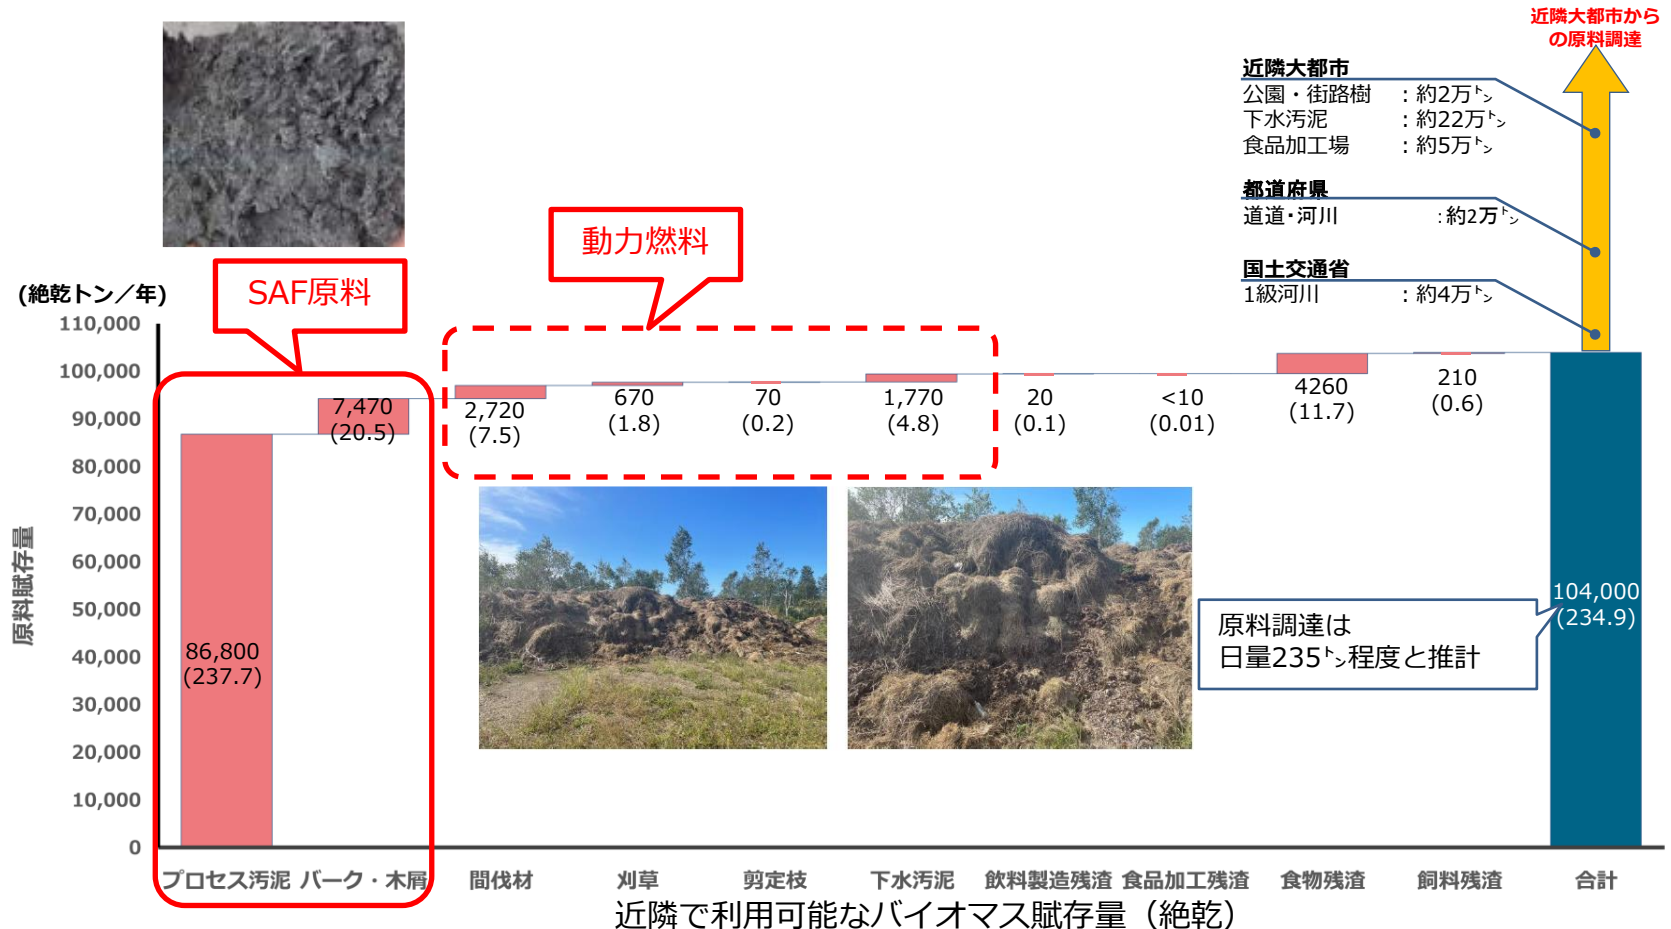 近隣大都市から
の原料調達
近隣大都市
公園・街路樹 ：約2万㌧
下水汚泥 ：約22万㌧
食品加工場 ：約5万㌧
都道府県
道道・河川 ：約2万㌧
国土交通省
1級河川 ：約4万㌧
動力燃料
SAF原料
(絶乾トン／年)
110,000
100,000
90,000
80,000
70,000
60,000
50,000
40,000
30,000
20,000
10,000
0
原料賦存量
86,800
(237.7)
7,470
(20.5)
2,720
(7.5)
670
(1.8)
70
(0.2)
1,770
(4.8)
20
(0.1)
<10
(0.01)
4260
(11.7)
210
(0.6)
104,000
(234.9)
原料調達は
日量235㌧程度と推計
プロセス汚泥 バーク・木屑 間伐材 刈草 剪定枝 下水汚泥 飲料製造残渣 食品加工残渣 食物残渣 飼料残渣 合計
近隣で利用可能なバイオマス賦存量（絶乾）